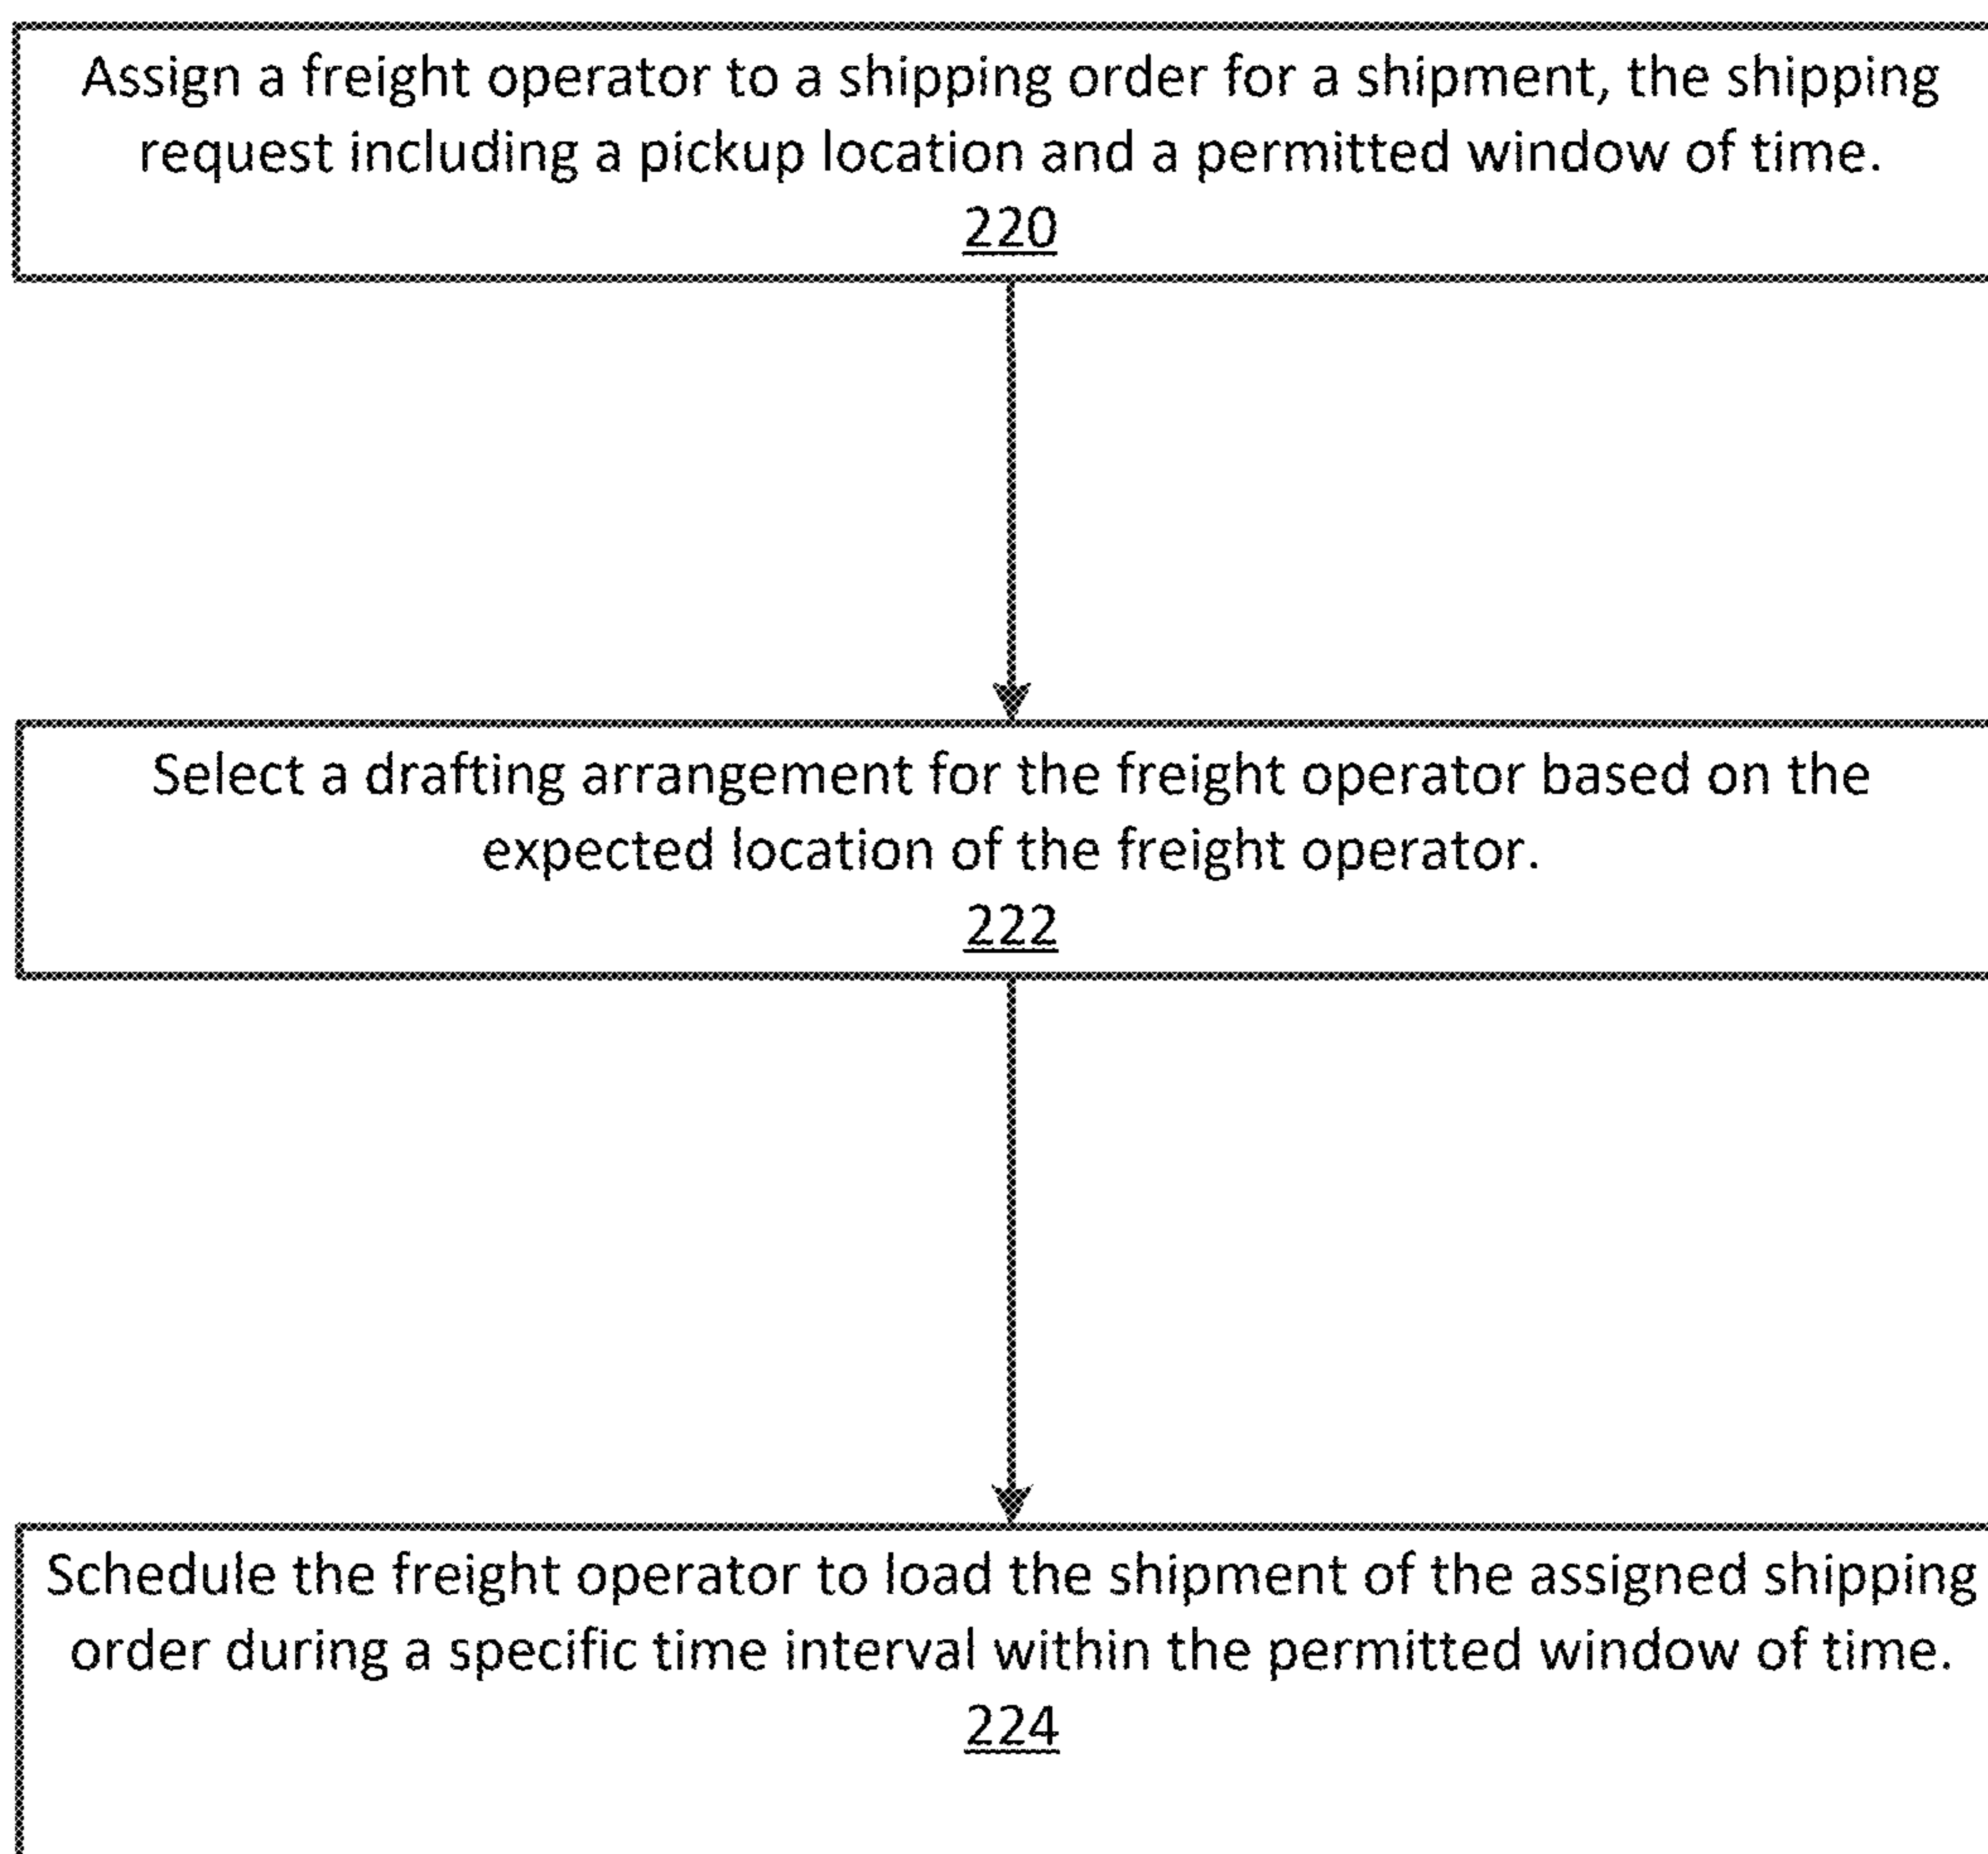 Assign a freight operator to a shipping order for a shipment, the shipping
request including a pickup location and a permitted window of time.
220
Select a drafting arrangement for the freight operator based on the
expected location of the freight operator.
222
Schedule the freight operator to load the shipment of the assigned shipping
order during a specific time interval within the permitted window of time.
224